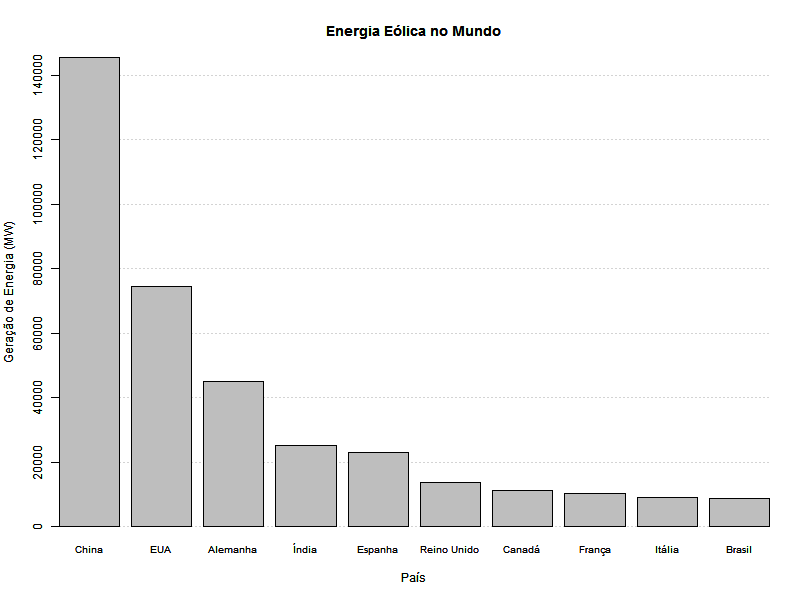 Energia Eólica no Mundo
Geração de Energia (MW)
140000
120000
100000
80000
60000
40000
20000
0
China EUA Alemanha Índia Espanha Reino Unido Canadá França Itália Brasil
País